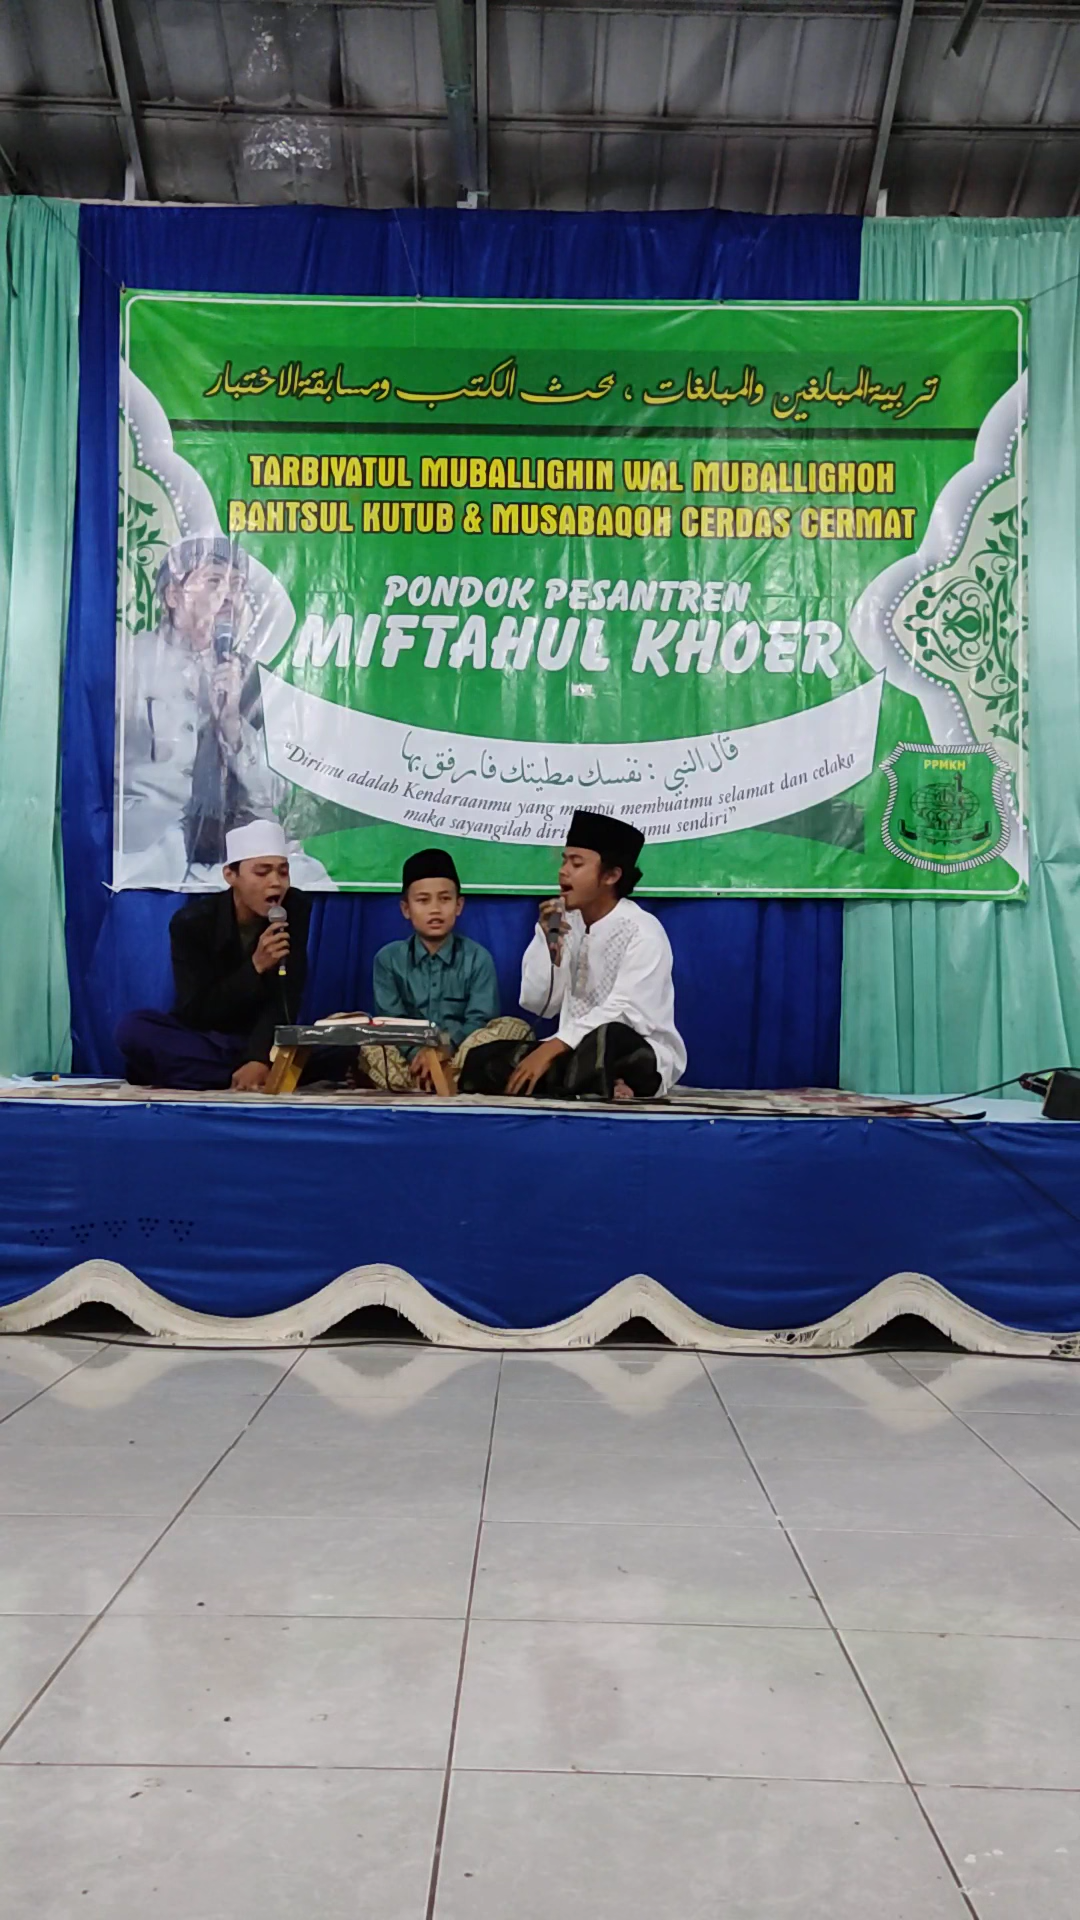 تربية المبلغين والمبلغات ، بحث الكتب ومسابقة الاختبار
TARBIYATUL MUBALLIGHIN WAL MUBALLIGHOH
BAHTSUL KUTUB & MUSABAQOH CERDAS CERMAT
PONDOK PESANTREN
MIFTAHUL KHOER
قال النبي : نفسك مطيتك فارفق بها
“Dirimu adalah Kendaraanmu yang mampu membuatmu selamat dan celaka
maka sayangilah kamu sendiri”
PPMKH